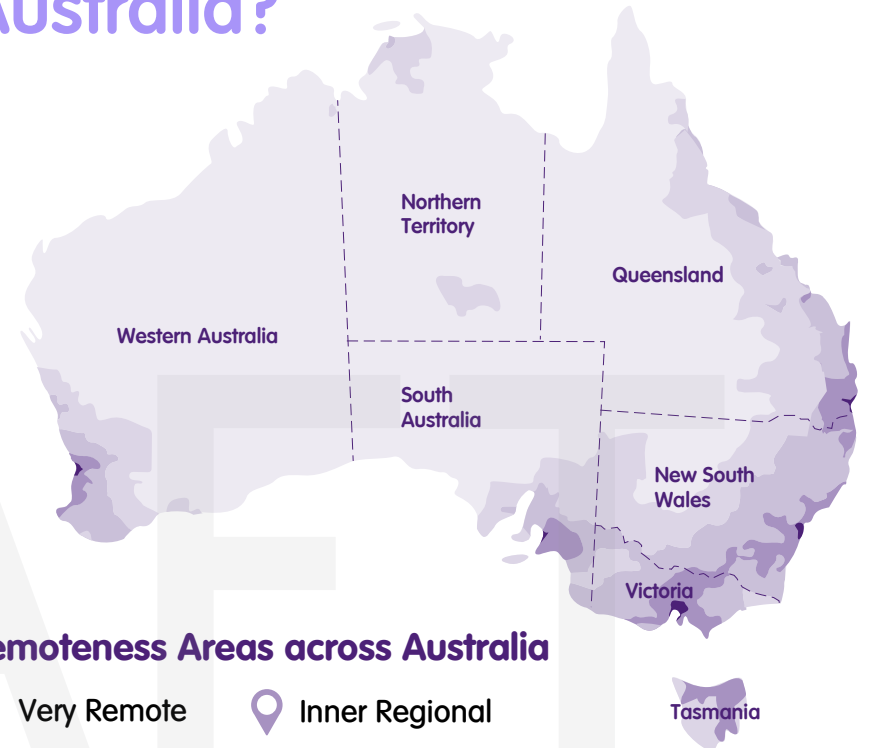 Australia?
Northern
Territory
Queensland
Western Australia
South
Australia
New South
Wales
Victoria
emoteness Areas across Australia
Very Remote
Inner Regional
Tasmania